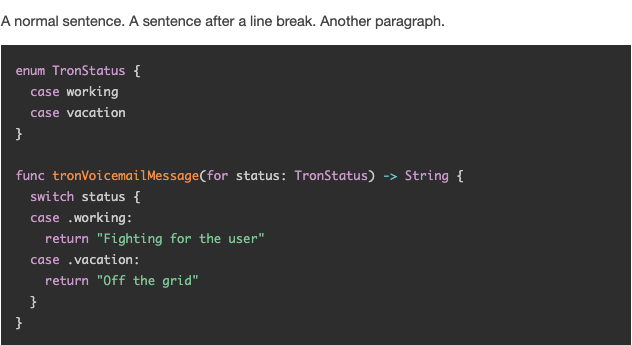 A normal sentence. A sentence after a line break. Another paragraph.
enum TronStatus {
  case working
  case vacation
}

func tronVoicemailMessage(for status: TronStatus) -> String {
  switch status {
  case .working:
    return "Fighting for the user"
  case .vacation:
    return "Off the grid"
  }
}